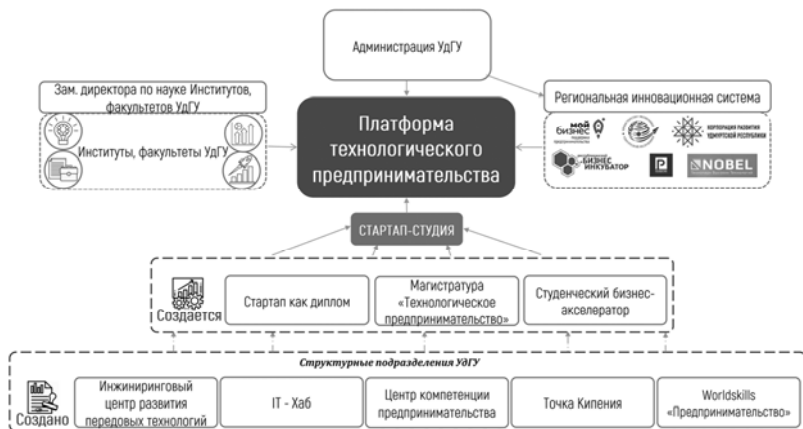 Администрация УдГУ
Зам. директора по науке Институтов,
факультетов УдГУ
Институты, факультеты УдГУ
Платформа
технологического
предпринимательства
Региональная инновационная система
мой
бизнес
КОРПОРАЦИЯ РАЗВИТИЯ
УДМУРТСКОЙ РЕСПУБЛИКИ
БИЗНЕС
ИНКУБАТОР
P
NOBEL
СТАРТАП-СТУДИЯ
Создается
Стартап как диплом
Магистратура
«Технологическое
предпринимательство»
Студенческий бизнес-
акселератор
Структурные подразделения УдГУ
Создано
Инжиниринговый
центр развития
передовых технологий
IT - Хаб
Центр компетенции
предпринимательства
Точка Кипения
Worldskills
«Предпринимательство»